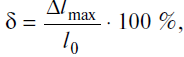 δ = Δl_max / l_0 · 100 %,